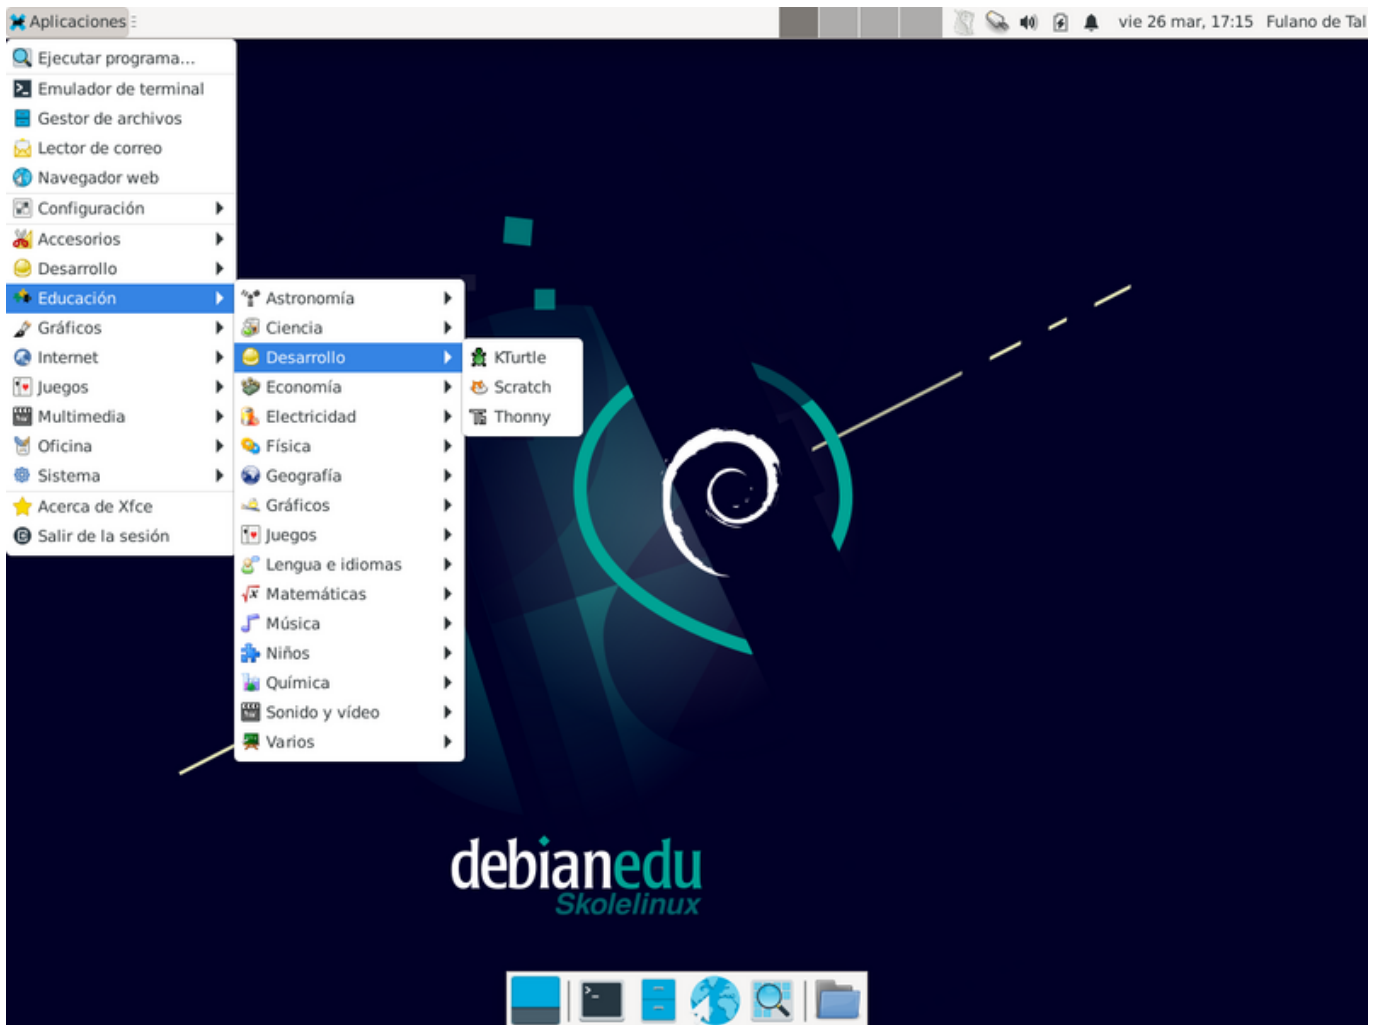 Aplicaciones
vie 26 mar, 17:15 Fulano de Tal
Ejecutar programa...
Emulador de terminal
Gestor de archivos
Lector de correo
Navegador web
Configuración
Accesorios
Desarrollo
Educación
Gráficos
Internet
Juegos
Multimedia
Oficina
Sistema
Acerca de Xfce
Salir de la sesión
Astronomía
Ciencia
Desarrollo
Economía
Electricidad
Física
Geografía
Gráficos
Juegos
Lengua e idiomas
Matemáticas
Música
Niños
Química
Sonido y vídeo
Varios
KTurtle
Scratch
Thonny
debianedu
Skolelinux